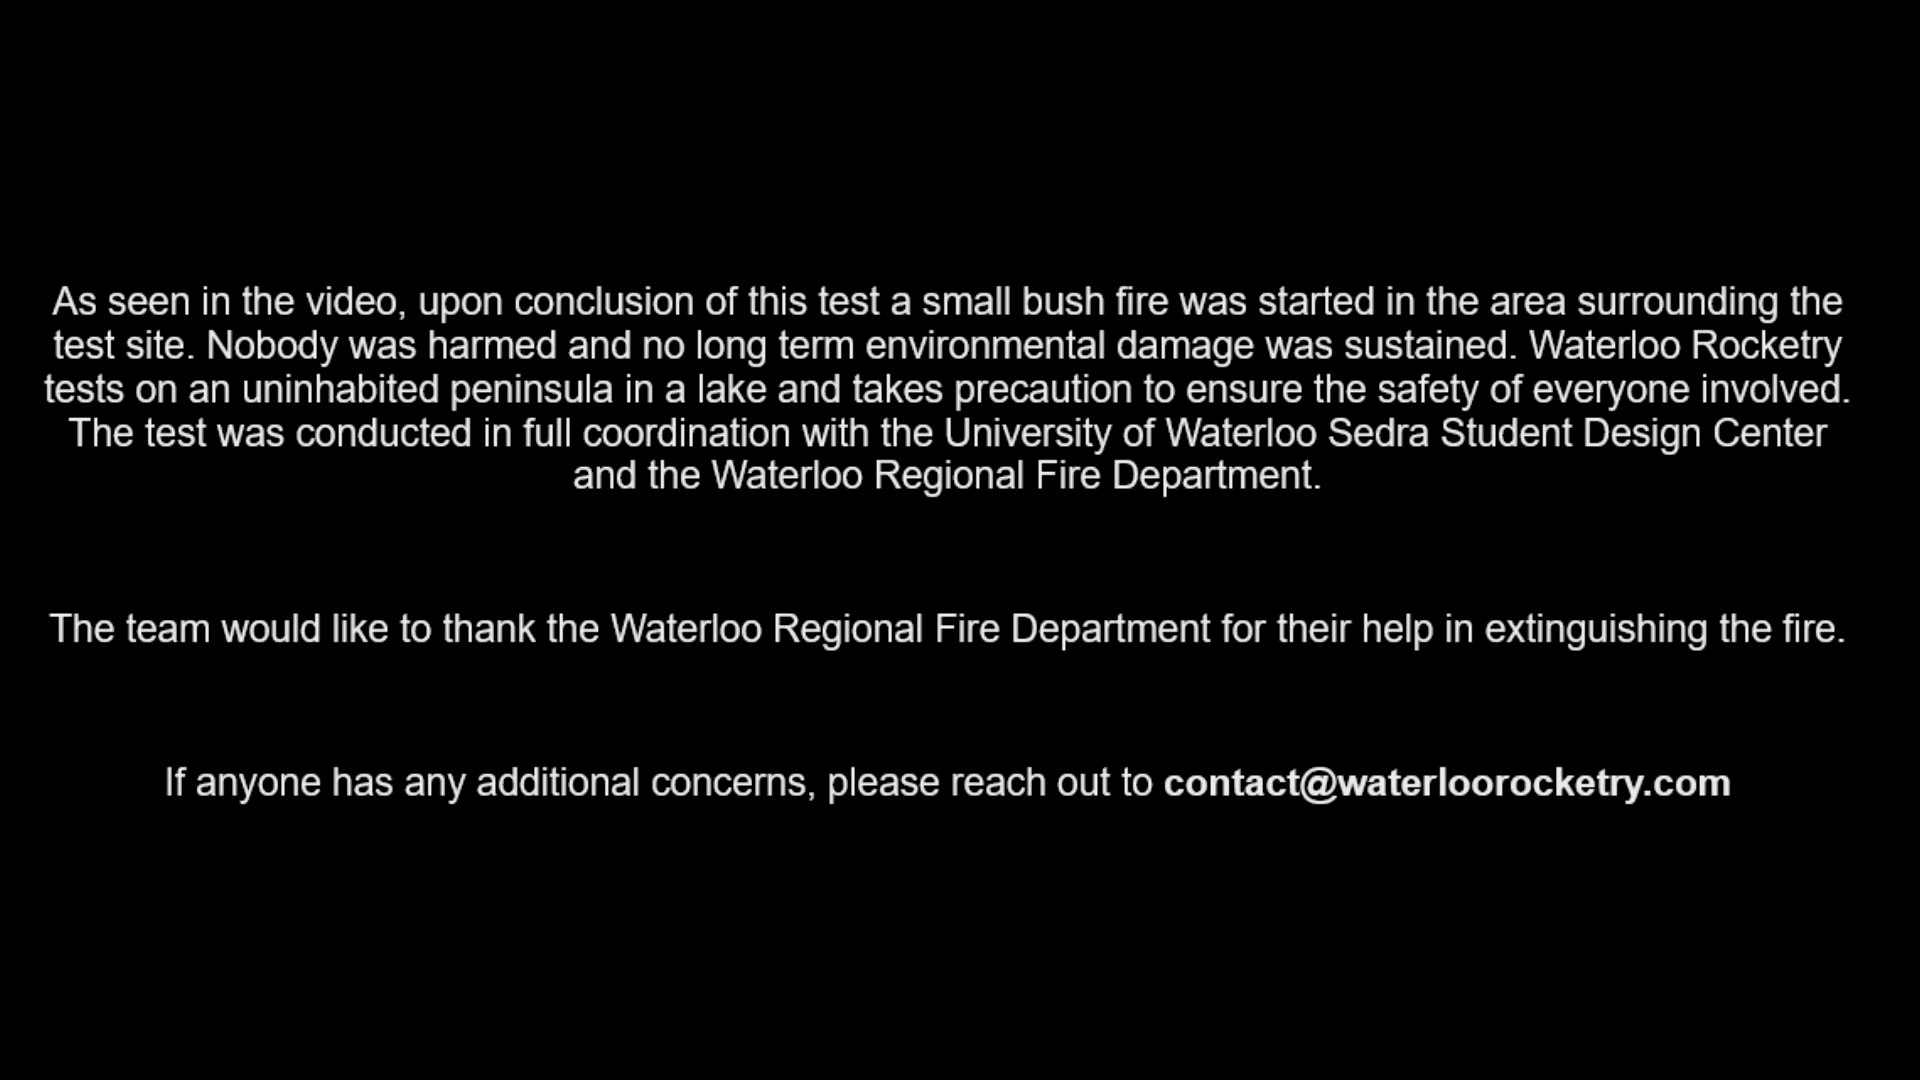 As seen in the video, upon conclusion of this test a small bush fire was started in the area surrounding the
test site. Nobody was harmed and no long term environmental damage was sustained. Waterloo Rocketry
tests on an uninhabited peninsula in a lake and takes precaution to ensure the safety of everyone involved.
The test was conducted in full coordination with the University of Waterloo Sedra Student Design Center
and the Waterloo Regional Fire Department.
The team would like to thank the Waterloo Regional Fire Department for their help in extinguishing the fire.
If anyone has any additional concerns, please reach out to contact@waterloorocketry.com